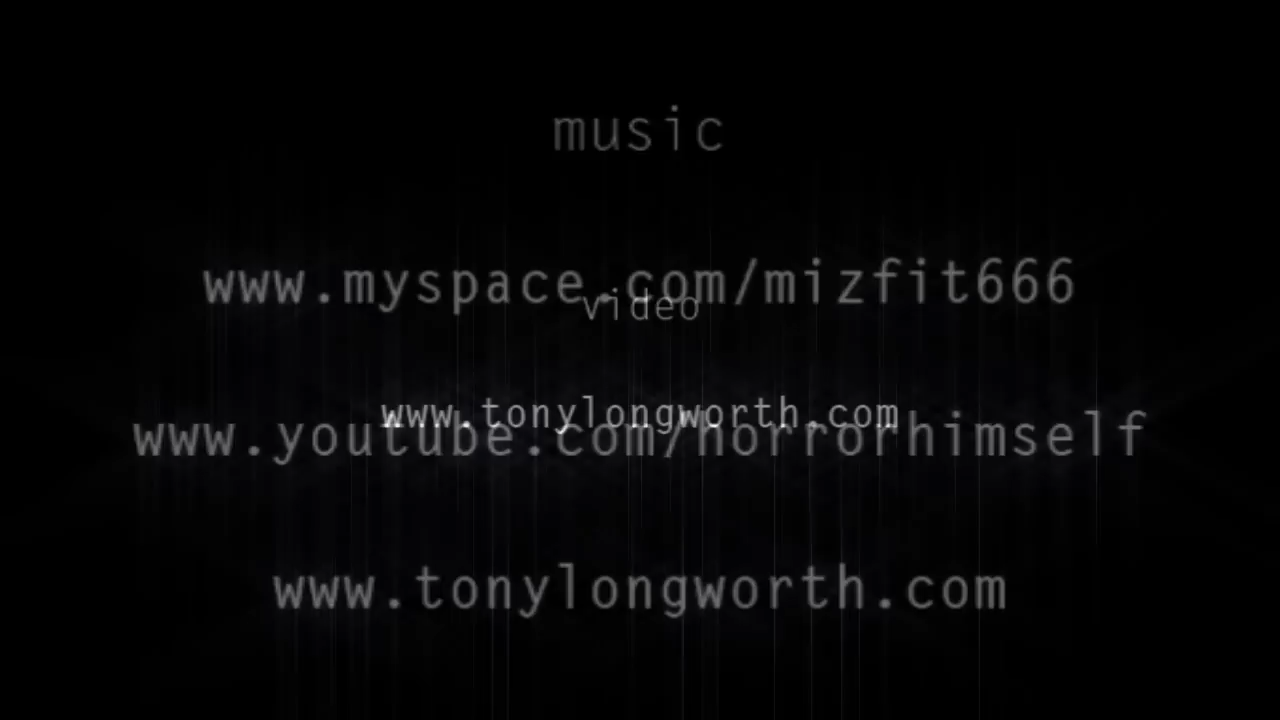 music
www.myspace.com/mizfit666
video
www.tonylongworth.com
www.youtube.com/horrorhimself
www.tonylongworth.com